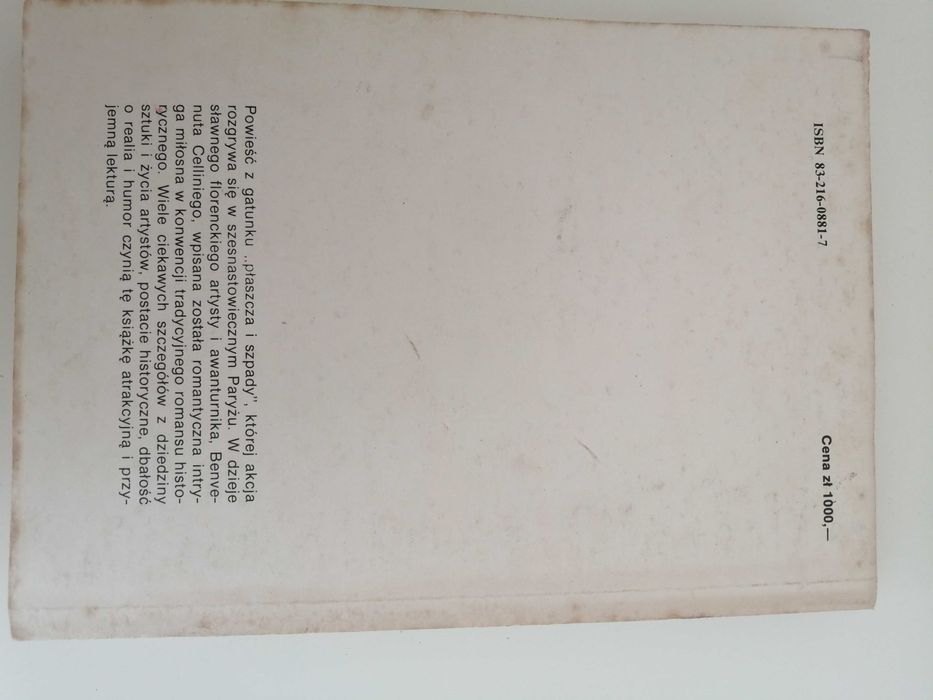 Powieść z gatunku „płaszcza i szpady", której akcja
rozgrywa się w szesnastowiecznym Paryżu. W dzieje
sławnego florenckiego artysty i awanturnika, Benve-
nuta Celliniego, wpisana została romantyczna intry-
ga miłosna w konwencji tradycyjnego romansu histo-
rycznego. Wiele ciekawych szczegółów z dziedziny
sztuki i życia artystów, postacie historyczne, dbałość
o realia i humor czynią tę książkę atrakcyjną i przy-
jemną lekturą.
ISBN 83-216-0881-7
Cena zł 1000,—